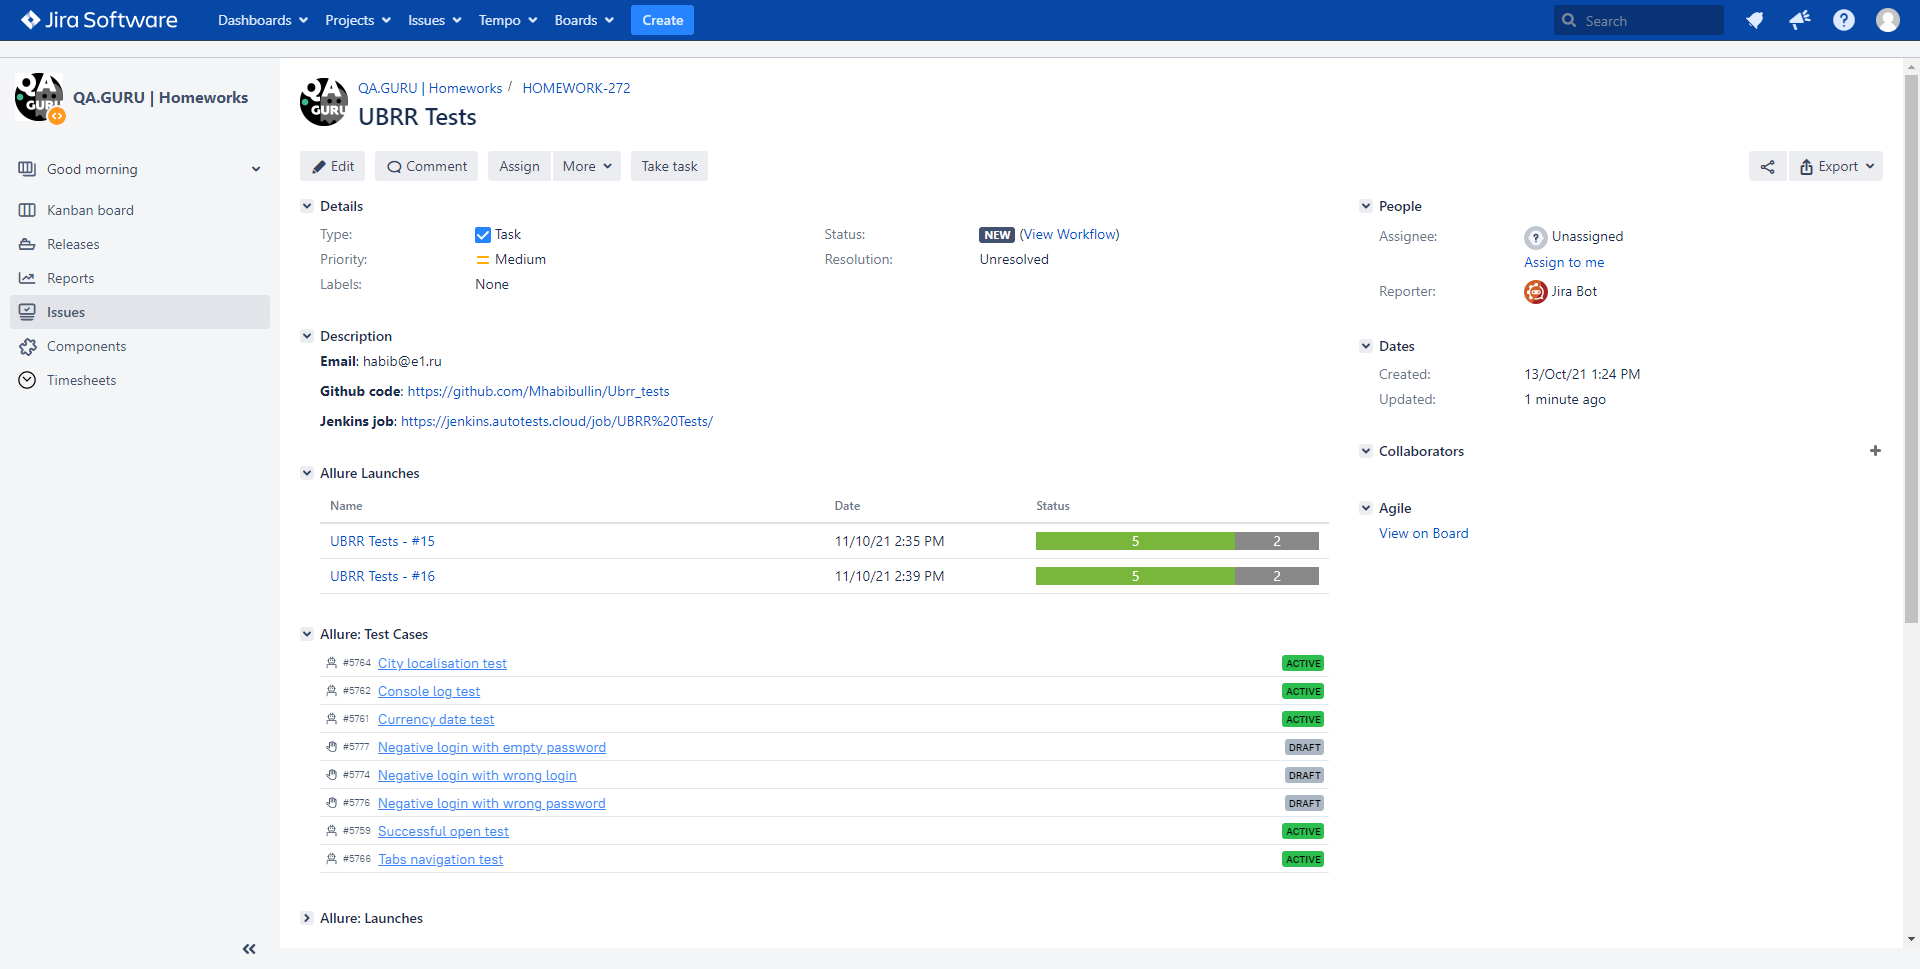 Jira Software Dashboards Projects Issues Tempo Boards Create Search
QA.GURU | Homeworks
Good morning
Kanban board
Releases
Reports
Issues
Components
Timesheets
QA
GURU
QA
GURU
QA.GURU | Homeworks / HOMEWORK-272
UBRR Tests
Edit Comment Assign More Take task Export
Details
Type: Task Status: NEW (View Workflow)
Priority: Medium Resolution: Unresolved
Labels: None
Description
Email: habib@e1.ru
Github code: https://github.com/Mhabibullin/Ubrr_tests
Jenkins job: https://jenkins.autotests.cloud/job/UBRR%20Tests/
Allure Launches
Name Date Status
UBRR Tests - #15 11/10/21 2:35 PM 5 2
UBRR Tests - #16 11/10/21 2:39 PM 5 2
Allure: Test Cases
#5764 City localisation test ACTIVE
#5762 Console log test ACTIVE
#5761 Currency date test ACTIVE
#5777 Negative login with empty password DRAFT
#5774 Negative login with wrong login DRAFT
#5776 Negative login with wrong password DRAFT
#5759 Successful open test ACTIVE
#5766 Tabs navigation test ACTIVE
Allure: Launches
People
Assignee: Unassigned
Assign to me
Reporter: Jira Bot
Dates
Created: 13/Oct/21 1:24 PM
Updated: 1 minute ago
Collaborators
Agile
View on Board